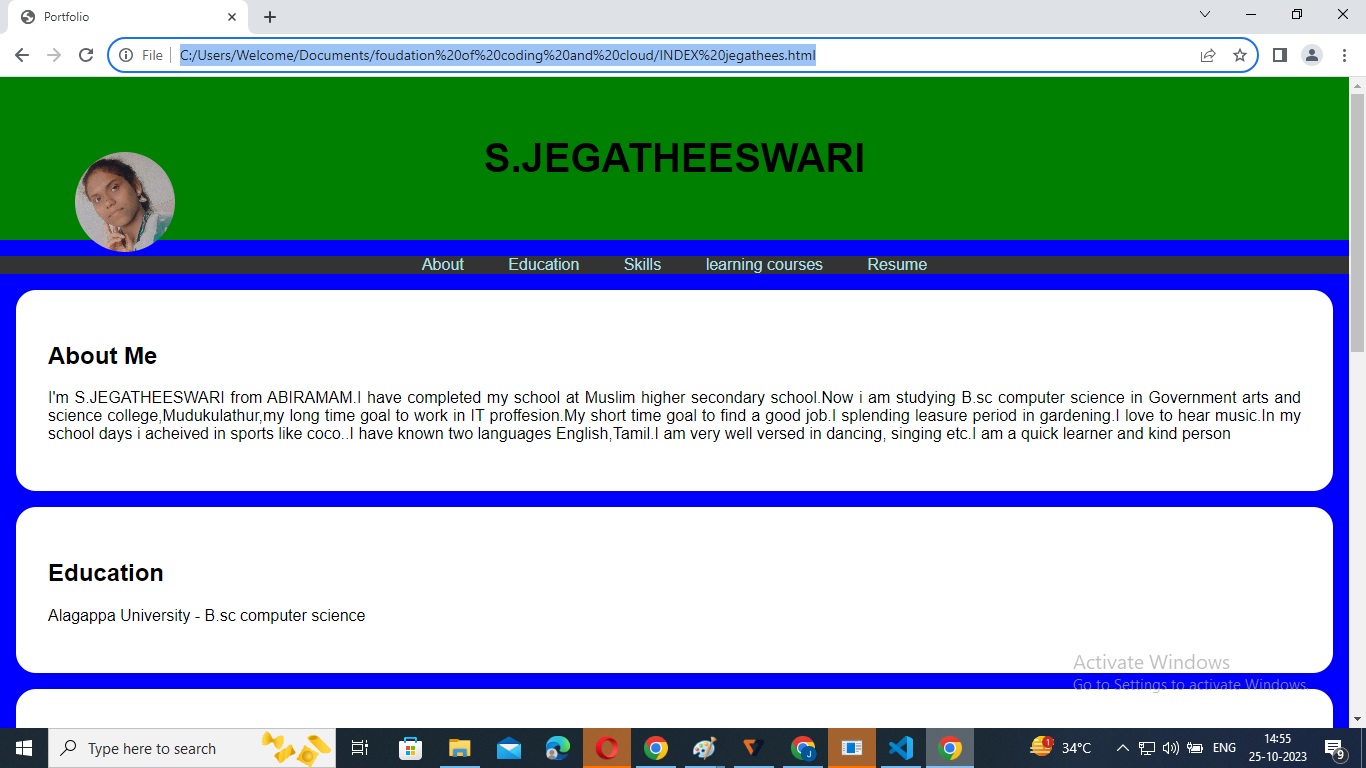 Portfolio
File
C:/Users/Welcome/Documents/foudation%20of%20coding%20and%20cloud/INDEX%20jegathees.html
S.JEGATHEESWARI
About Education Skills learning courses Resume
About Me
I'm S.JEGATHEESWARI from ABIRAMAM.I have completed my school at Muslim higher secondary school.Now i am studying B.sc computer science in Government arts and
science college,Mudukulathur,my long time goal to work in IT proffesion.My short time goal to find a good job.I splending leasure period in gardening.I love to hear music.In my
school days i acheived in sports like coco..I have known two languages English,Tamil.I am very well versed in dancing, singing etc.I am a quick learner and kind person
Education
Alagappa University - B.sc computer science
Activate Windows
Go to Settings to activate Windows.
Type here to search
1
34°C
ENG
14:55
25-10-2023
9